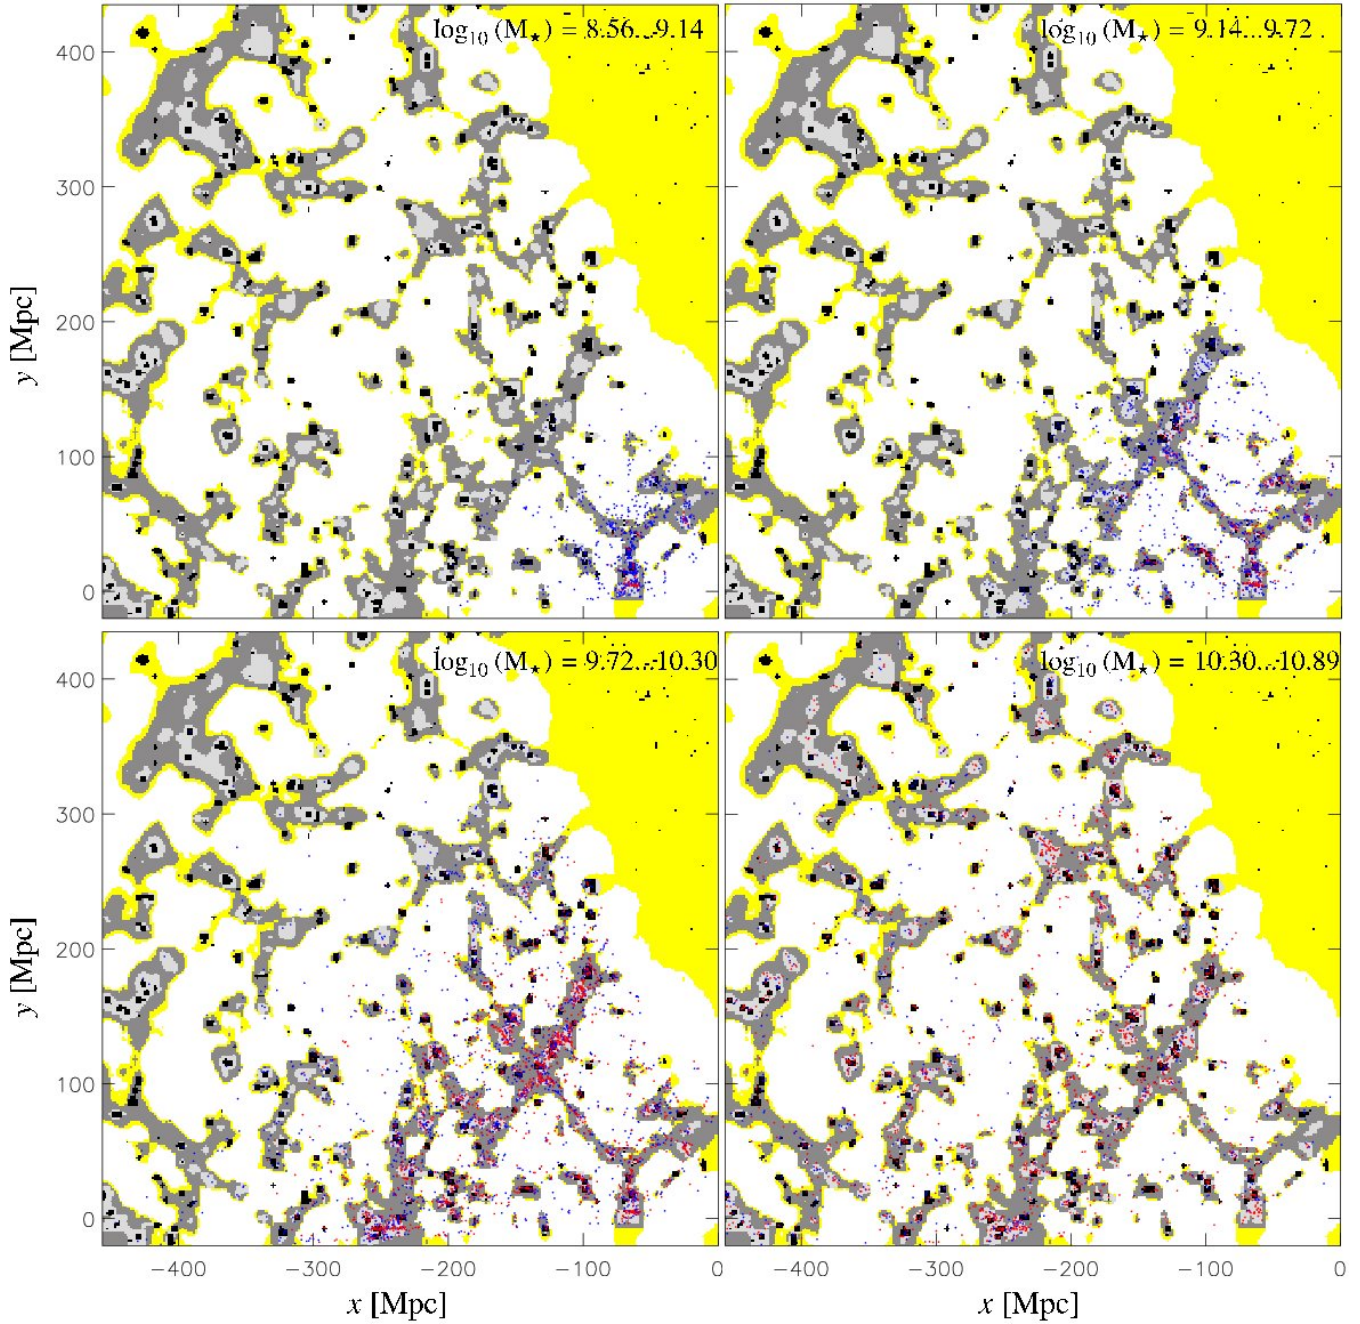 log₁₀ (M⋆) = 8.56...9.14
log₁₀ (M⋆) = 9.14...9.72
400
300
200
100
0
y [Mpc]
log₁₀ (M⋆) = 9.72...10.30
log₁₀ (M⋆) = 10.30...10.89
400
300
200
100
0
y [Mpc]
−400 −300 −200 −100 0 −400 −300 −200 −100 0
x [Mpc] x [Mpc]